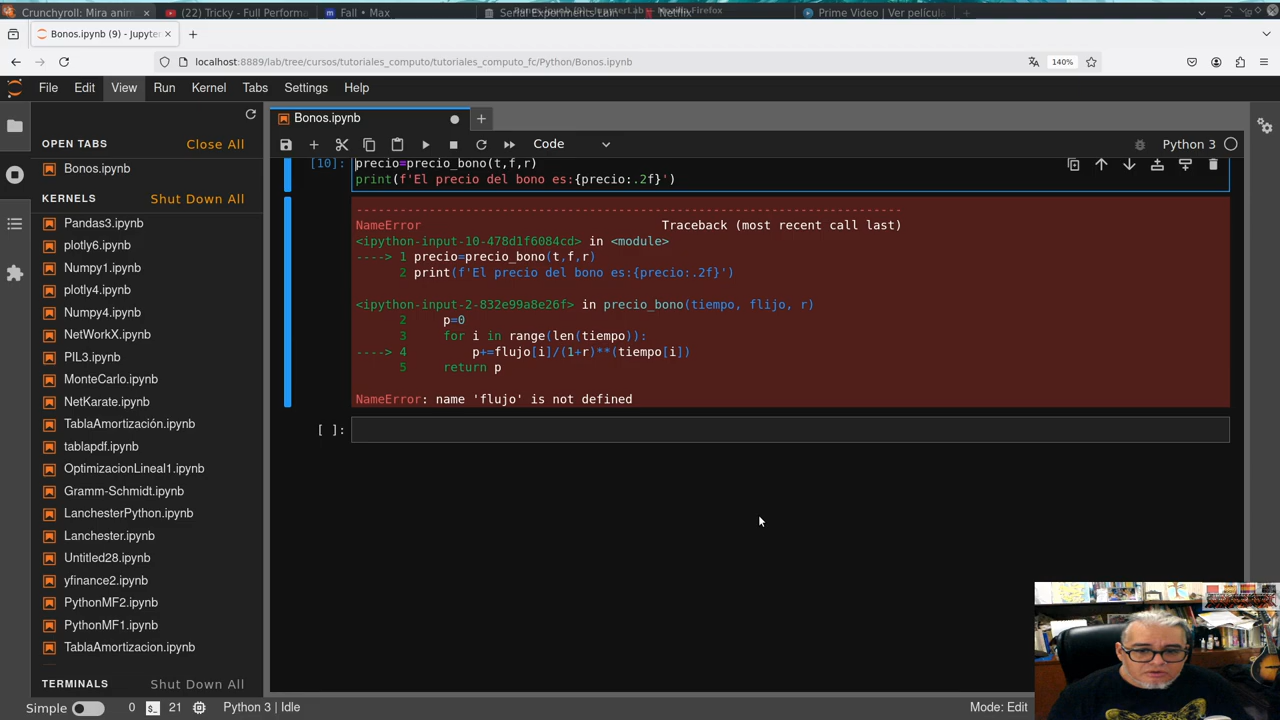 Crunchyroll: Mira anim
(22) Tricky - Full Performa
Fall • Max
Netflix
Prime Video | Ver película
Bonos.ipynb (9) - Jupyte
localhost:8889/lab/tree/cursos/tutoriales_computo/tutoriales_computo_fc/Python/Bonos.ipynb
140%
File Edit View Run Kernel Tabs Settings Help
Bonos.ipynb
OPEN TABS Close All
Code
Python 3
Bonos.ipynb
KERNELS Shut Down All
Pandas3.ipynb
plotly6.ipynb
Numpy1.ipynb
plotly4.ipynb
Numpy4.ipynb
NetWorkX.ipynb
PIL3.ipynb
MonteCarlo.ipynb
NetKarate.ipynb
TablaAmortización.ipynb
tablapdf.ipynb
OptimizacionLineal1.ipynb
Gramm-Schmidt.ipynb
LanchesterPython.ipynb
Lanchester.ipynb
Untitled28.ipynb
yfinance2.ipynb
PythonMF2.ipynb
PythonMF1.ipynb
TablaAmortizacion.ipynb
TERMINALS Shut Down All
[10]: precio=precio_bono(t,f,r)
print(f'El precio del bono es:{precio:.2f}')
---------------------------------------------------------------------------
NameError Traceback (most recent call last)
<ipython-input-10-478d1f6084cd> in <module>
----> 1 precio=precio_bono(t,f,r)
2 print(f'El precio del bono es:{precio:.2f}')
<ipython-input-2-832e99a8e26f> in precio_bono(tiempo, flijo, r)
2 p=0
3 for i in range(len(tiempo)):
----> 4 p+=flujo[i]/(1+r)**(tiempo[i])
5 return p
NameError: name 'flujo' is not defined
[ ]:
Simple 0 21 Python 3 | Idle
Mode: Edit